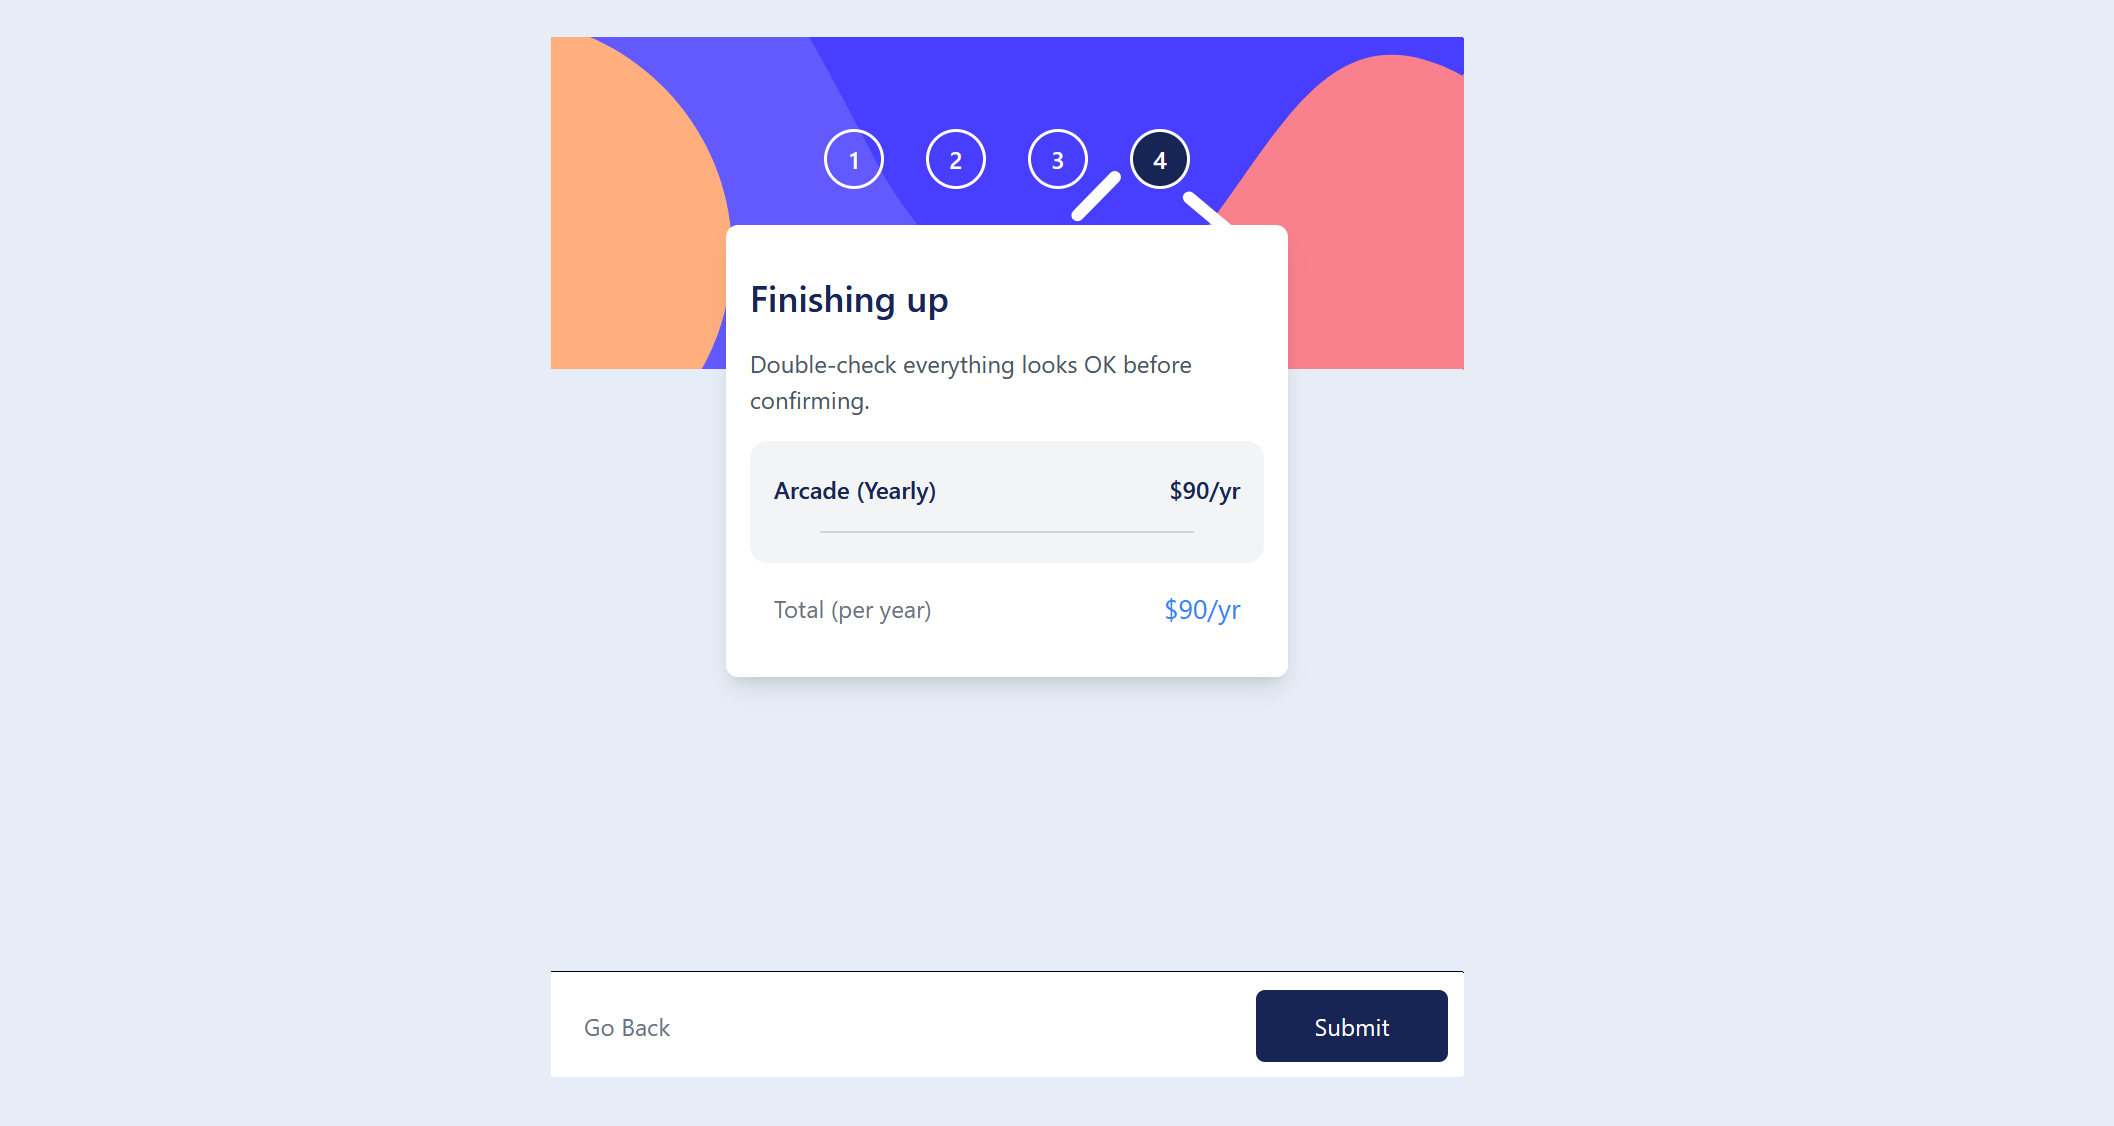 1 2 3 4
Finishing up
Double-check everything looks OK before
confirming.
Arcade (Yearly) $90/yr
Total (per year) $90/yr
Go Back Submit